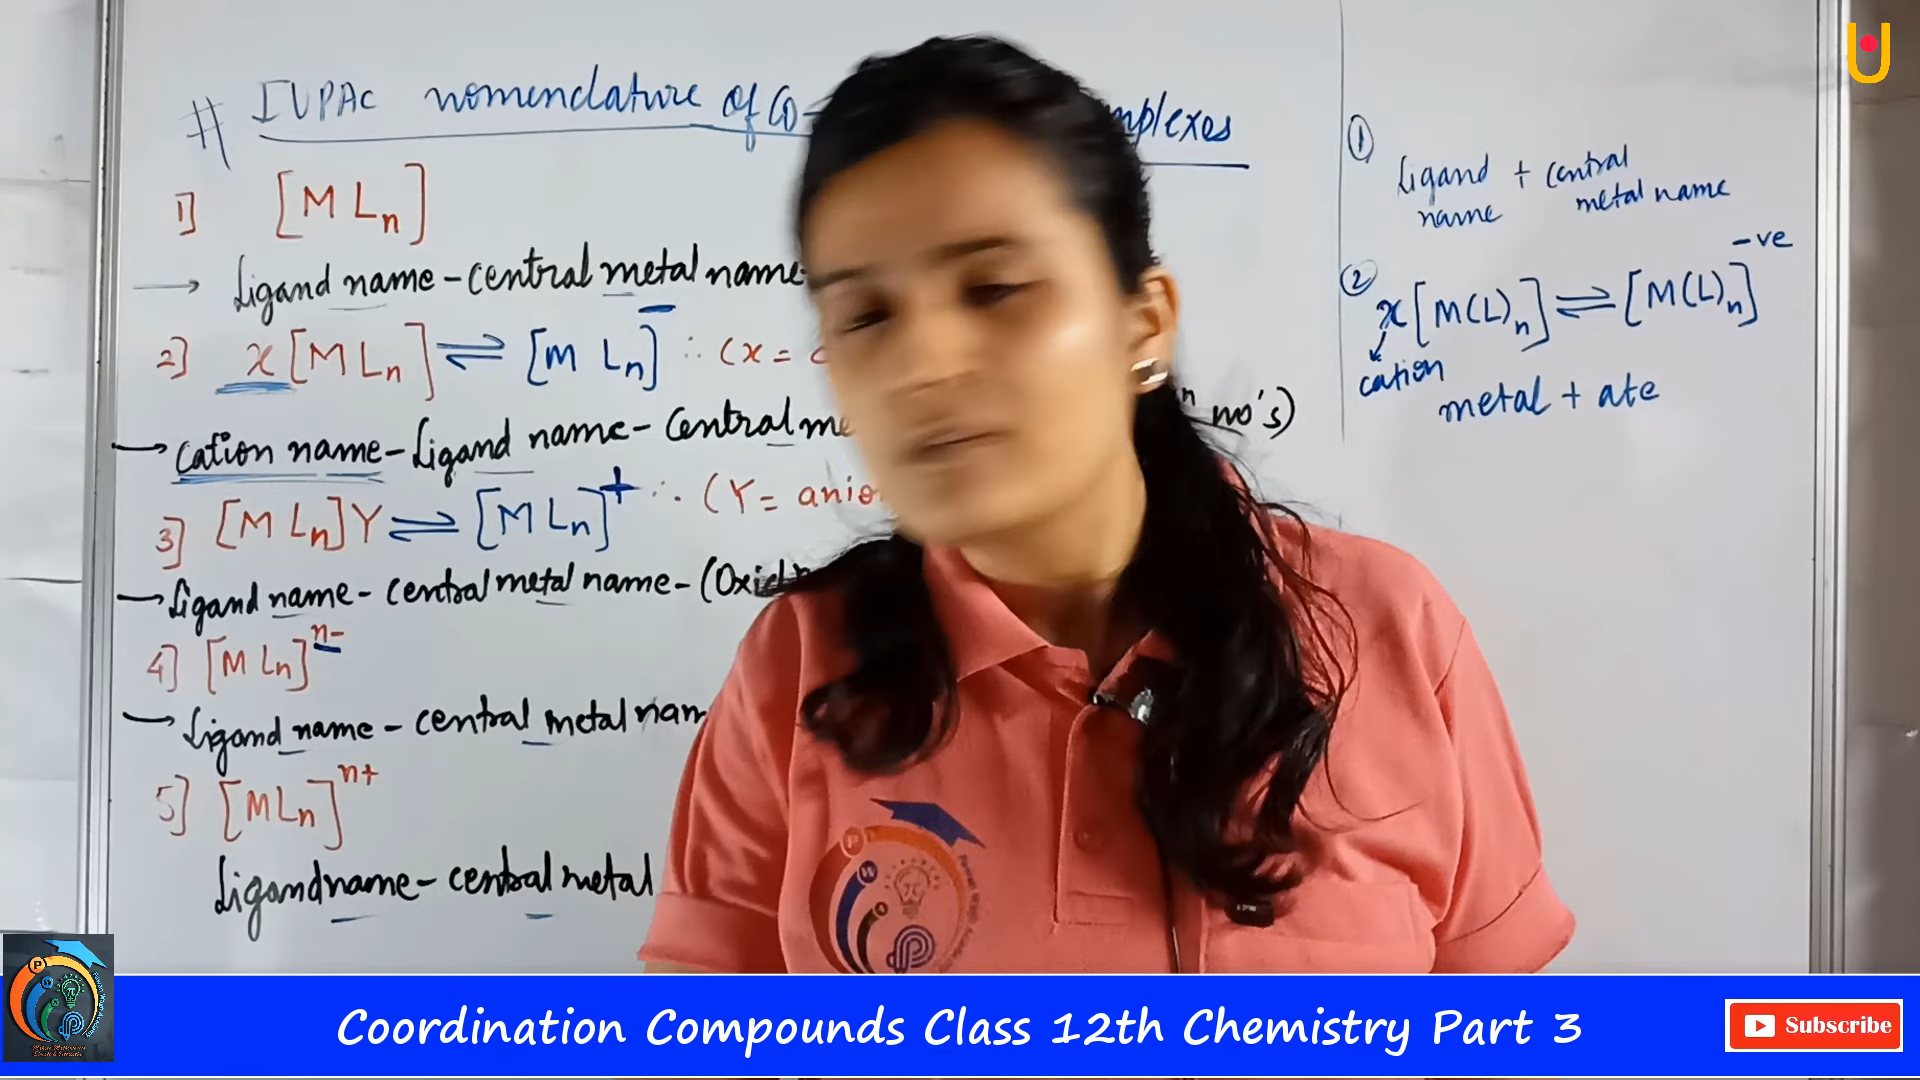 # IUPAC nomenclature of Co- mplexes
1] [M Ln]
→ Ligand name - central metal name-
2] x[M Ln] ⇌ [M Ln]⁻ ∴ (x = c
→ cation name - Ligand name - Central me n no's)
3] [M Ln]Y ⇌ [M Ln]⁺ ∴ (Y = anio
→ Ligand name - central metal name - (Oxid
4] [M Ln]ⁿ⁻
→ Ligand name - central metal nam
5] [MLn]ⁿ⁺
Ligand name - central metal
① Ligand + central
name metal name
② x[M(L)n] ⇌ [M(L)n]⁻ᵛᵉ
cation
metal + ate
Coordination Compounds Class 12th Chemistry Part 3
Subscribe